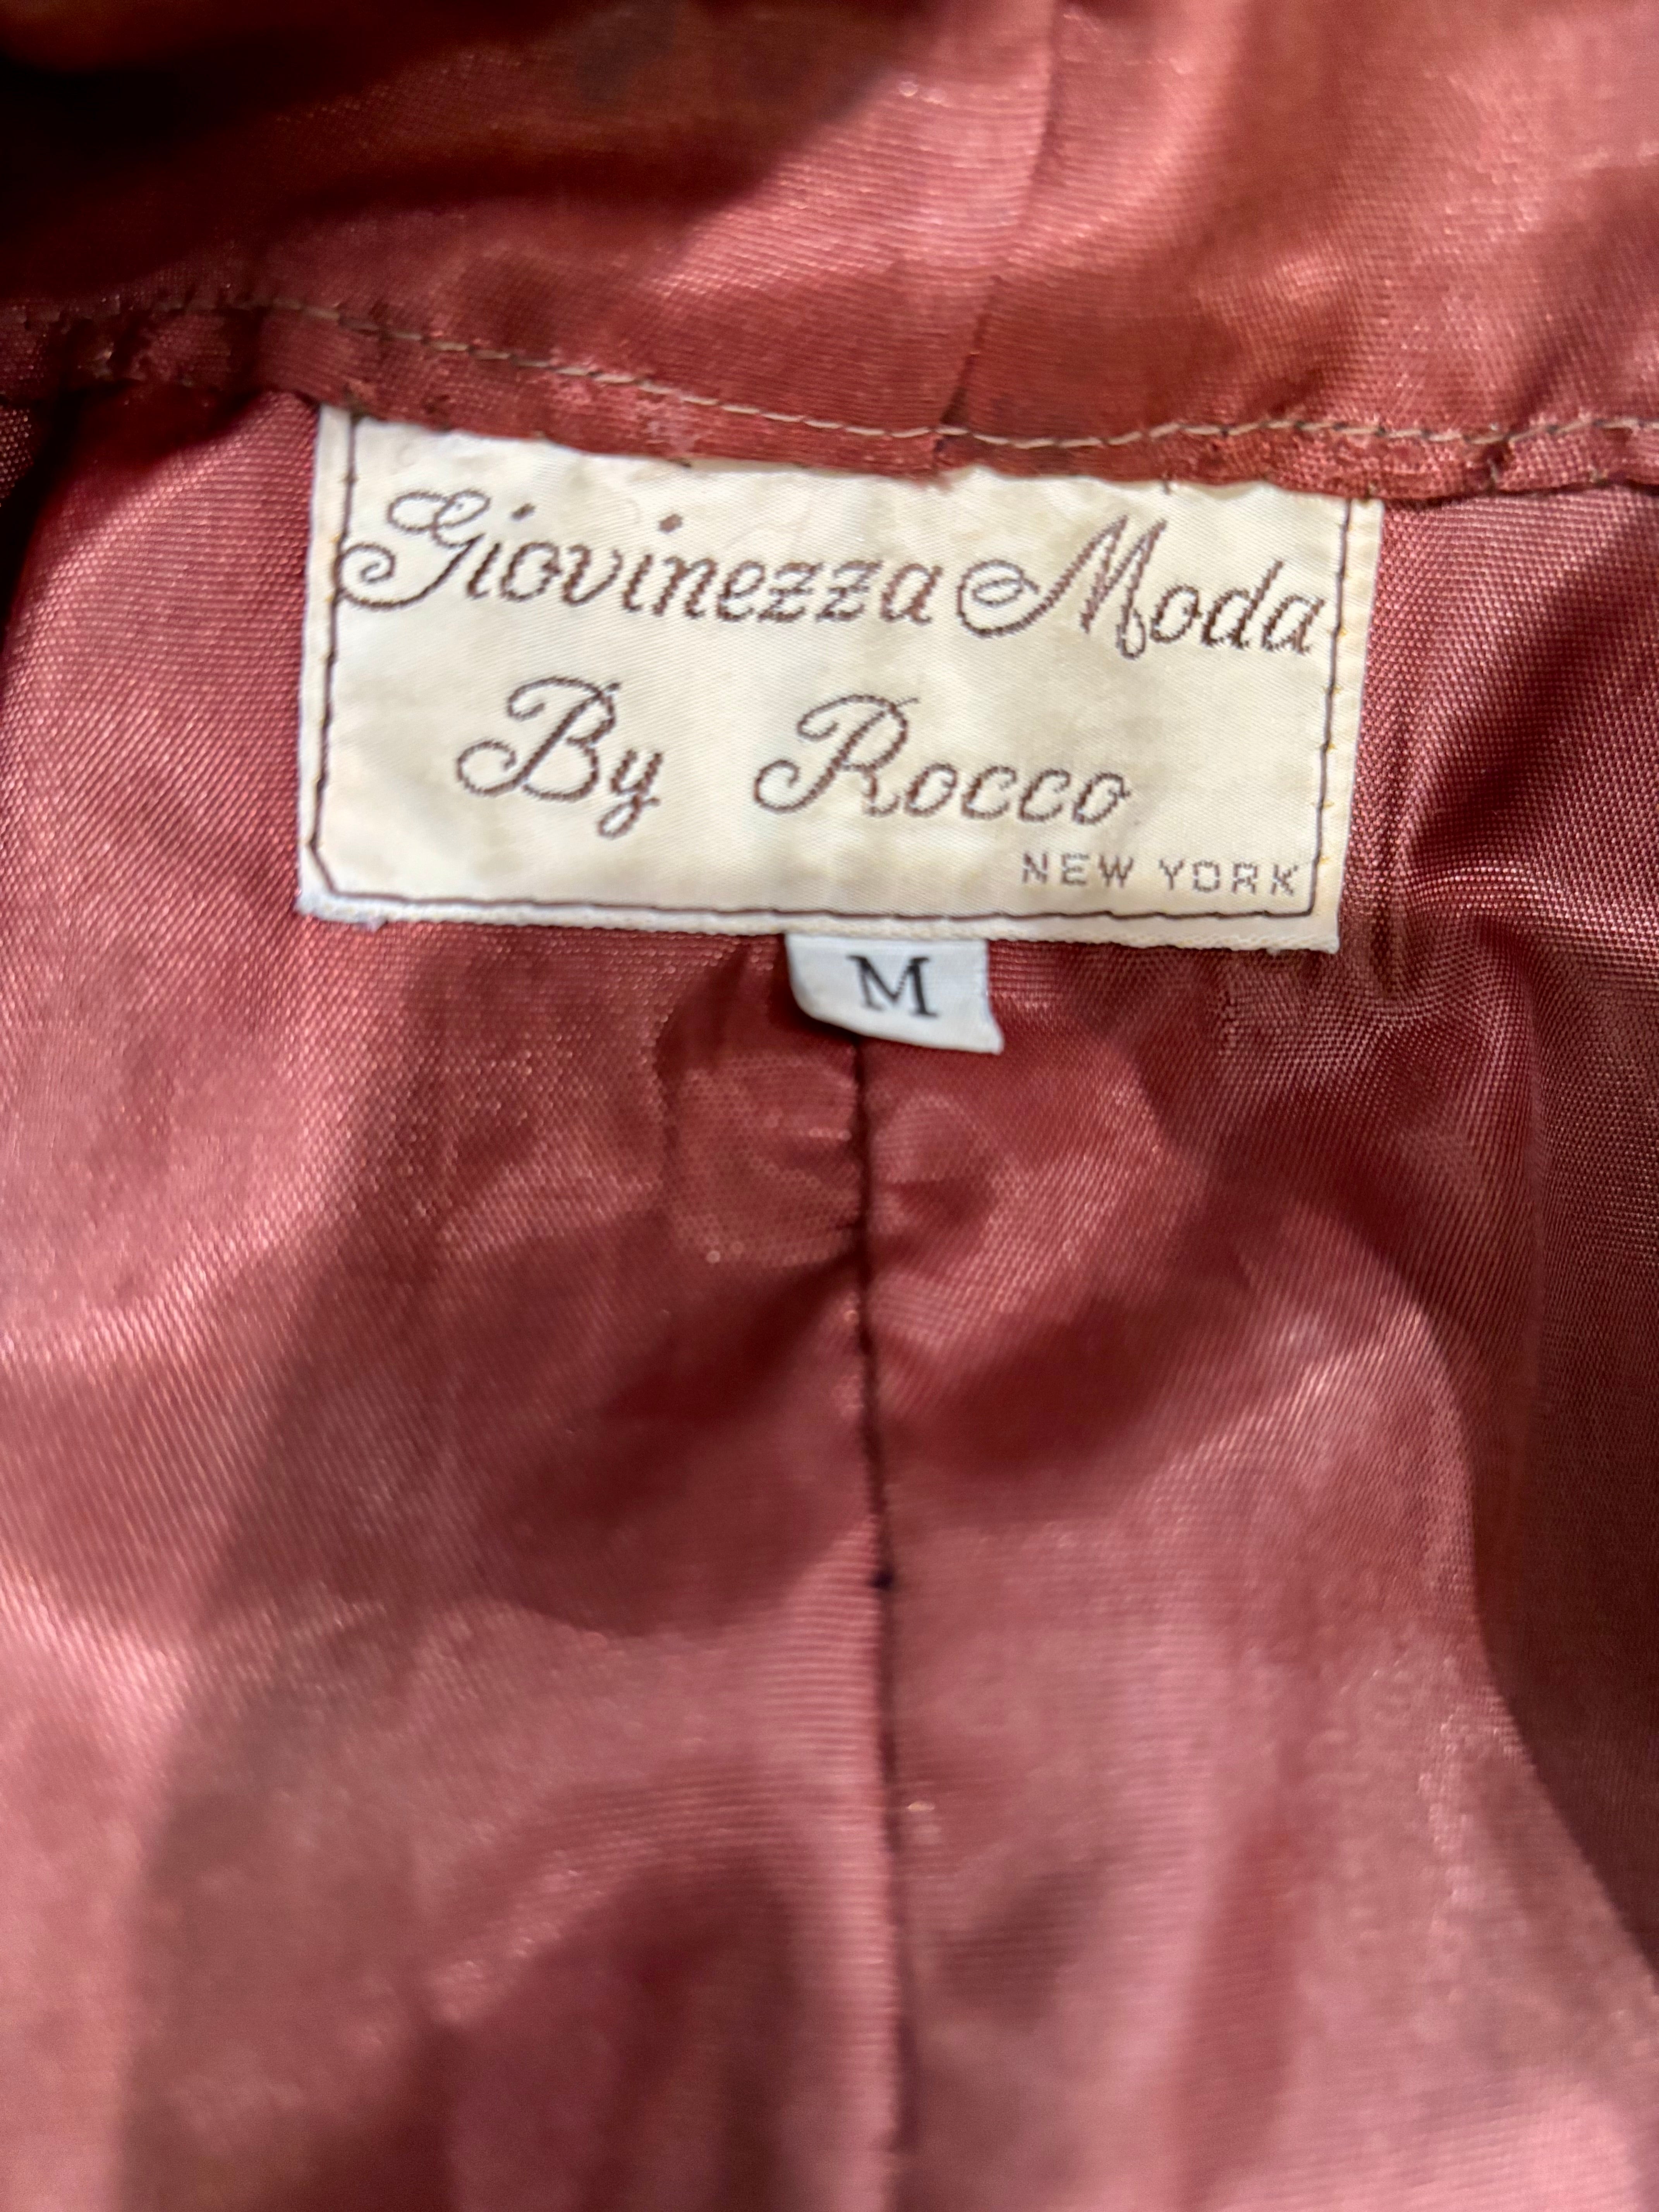 Giovinezza Moda
By Rocco
NEW YORK
M